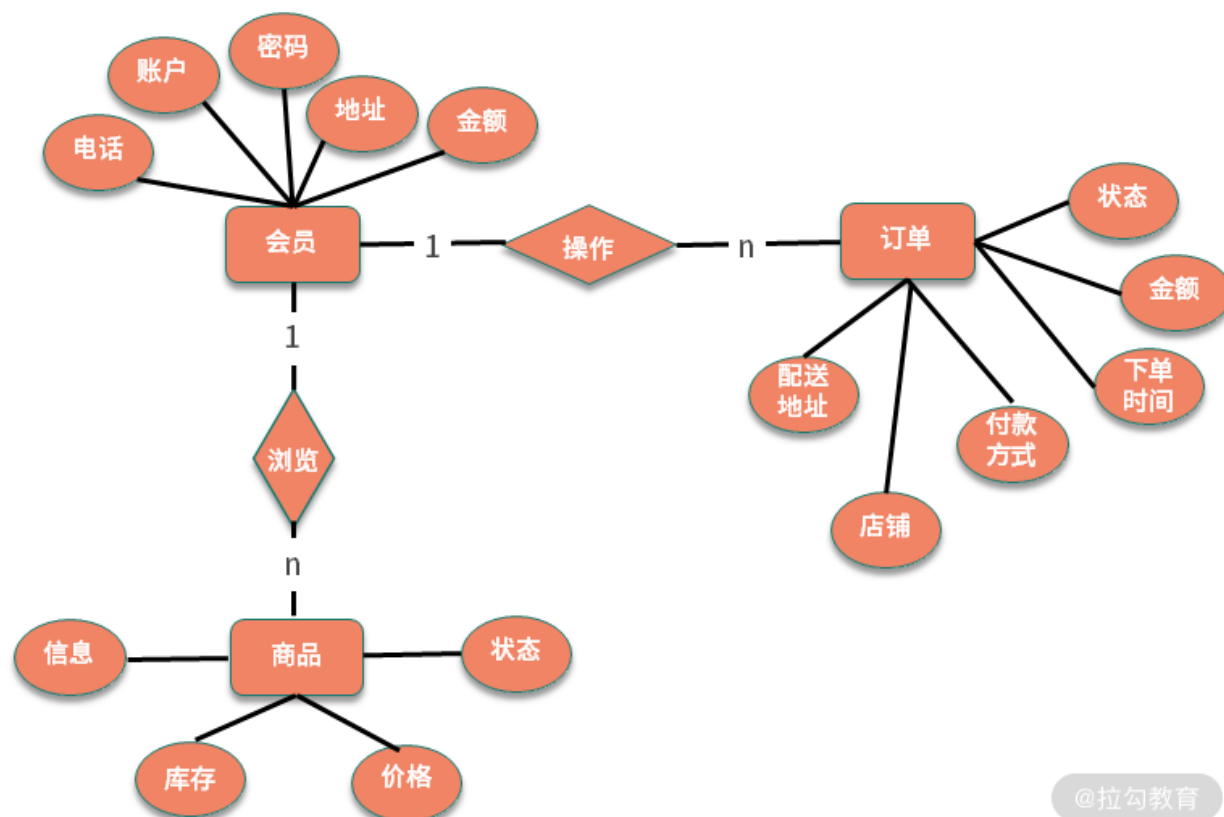 密码
账户
地址
金额
电话
状态
会员
1
操作
n
订单
金额
1
下单
时间
配送
地址
付款
方式
浏览
店铺
n
信息
商品
状态
库存
价格
@拉勾教育